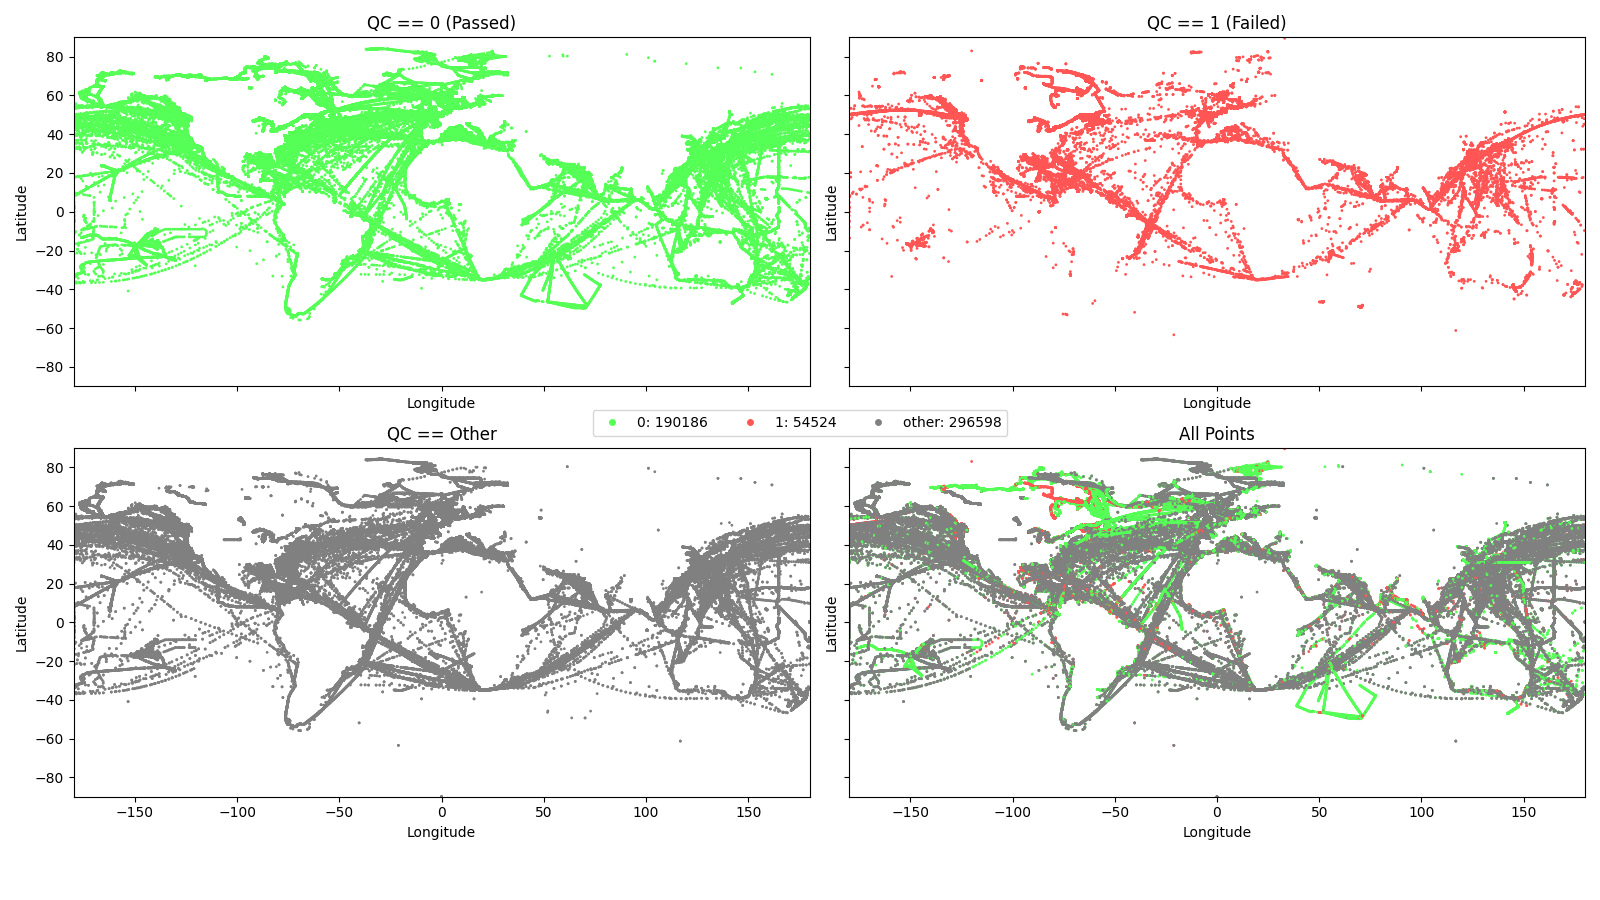 QC == 0 (Passed)
QC == 1 (Failed)
80
60
40
20
0
−20
−40
−60
−80
Latitude
Latitude
Longitude
Longitude
0: 190186 1: 54524 other: 296598
QC == Other
All Points
80
60
40
20
0
−20
−40
−60
−80
Latitude
Latitude
−150 −100 −50 0 50 100 150
−150 −100 −50 0 50 100 150
Longitude
Longitude